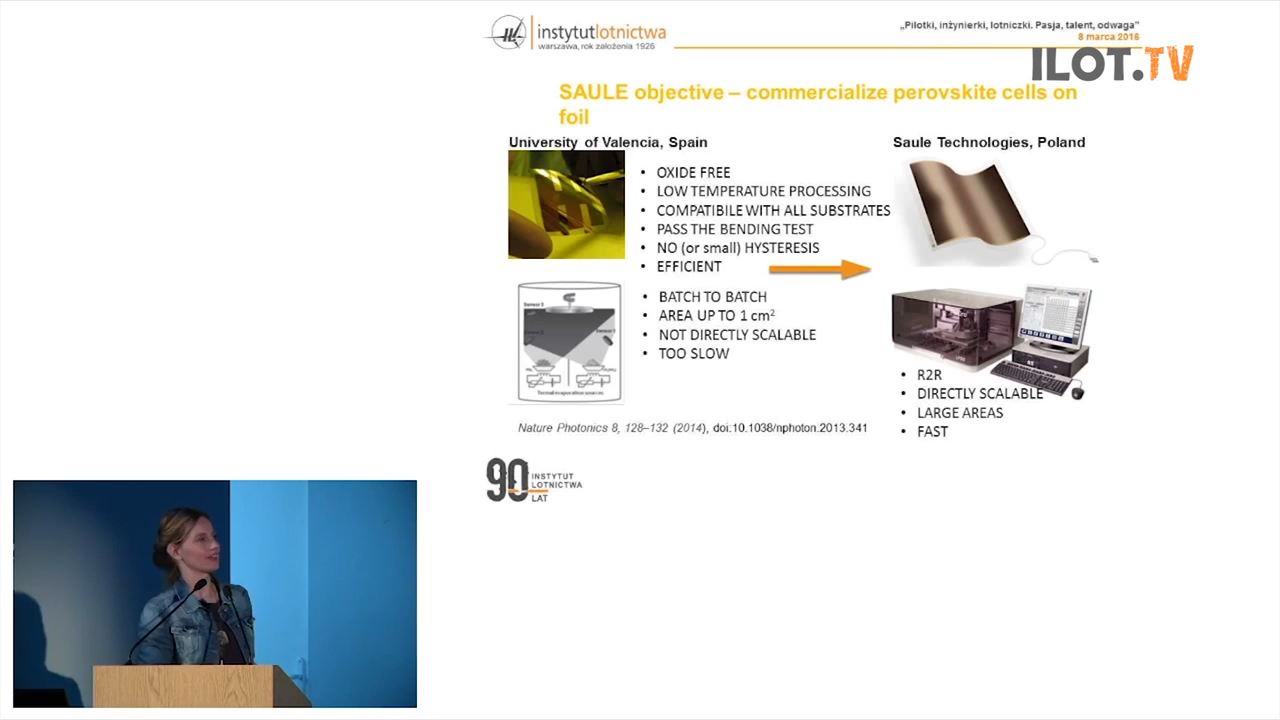 instytutlotnictwa
warszawa, rok założenia 1926
„Pilotki, inżynierki, lotniczki. Pasja, talent, odwaga”
8 marca 2016
ILOT.TV
SAULE objective – commercialize perovskite cells on
foil
University of Valencia, Spain
• OXIDE FREE
• LOW TEMPERATURE PROCESSING
• COMPATIBILE WITH ALL SUBSTRATES
• PASS THE BENDING TEST
• NO (or small) HYSTERESIS
• EFFICIENT
Sensor 3
Sensor 1
• BATCH TO BATCH
• AREA UP TO 1 cm²
• NOT DIRECTLY SCALABLE
• TOO SLOW
Saule Technologies, Poland
• R2R
• DIRECTLY SCALABLE
• LARGE AREAS
• FAST
Nature Photonics 8, 128–132 (2014), doi:10.1038/nphoton.2013.341
90
INSTYTUT
LOTNICTWA
LAT